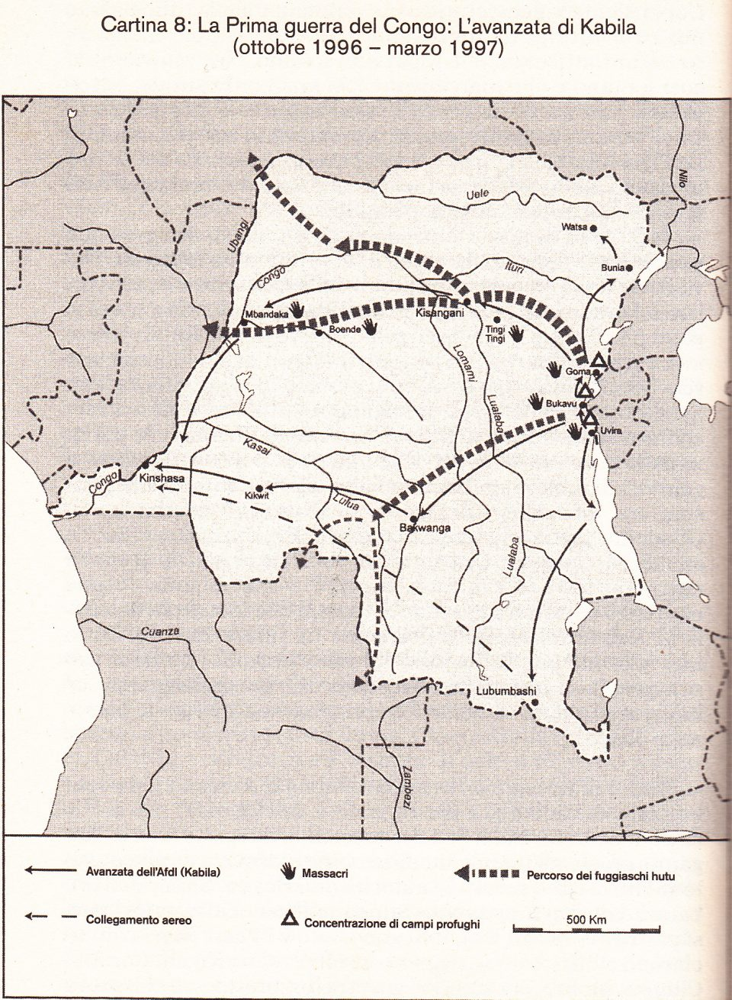 Cartina 8: La Prima guerra del Congo: L'avanzata di Kabila
(ottobre 1996 – marzo 1997)
Nilo
Uele
Watsa
Ubangi
Bunia
Congo
Ituri
Mbandaka
Kisangani
Boende
Tingi
Tingi
Lomami
Goma
Lualaba
Bukavu
Uvira
Kasai
Congo
Kinshasa
Kikwit
Lulua
Bakwanga
Lualaba
Cuanza
Lubumbashi
Zambezi
Avanzata dell'Afdl (Kabila)
Massacri
Percorso dei fuggiaschi hutu
Collegamento aereo
Concentrazione di campi profughi
500 Km